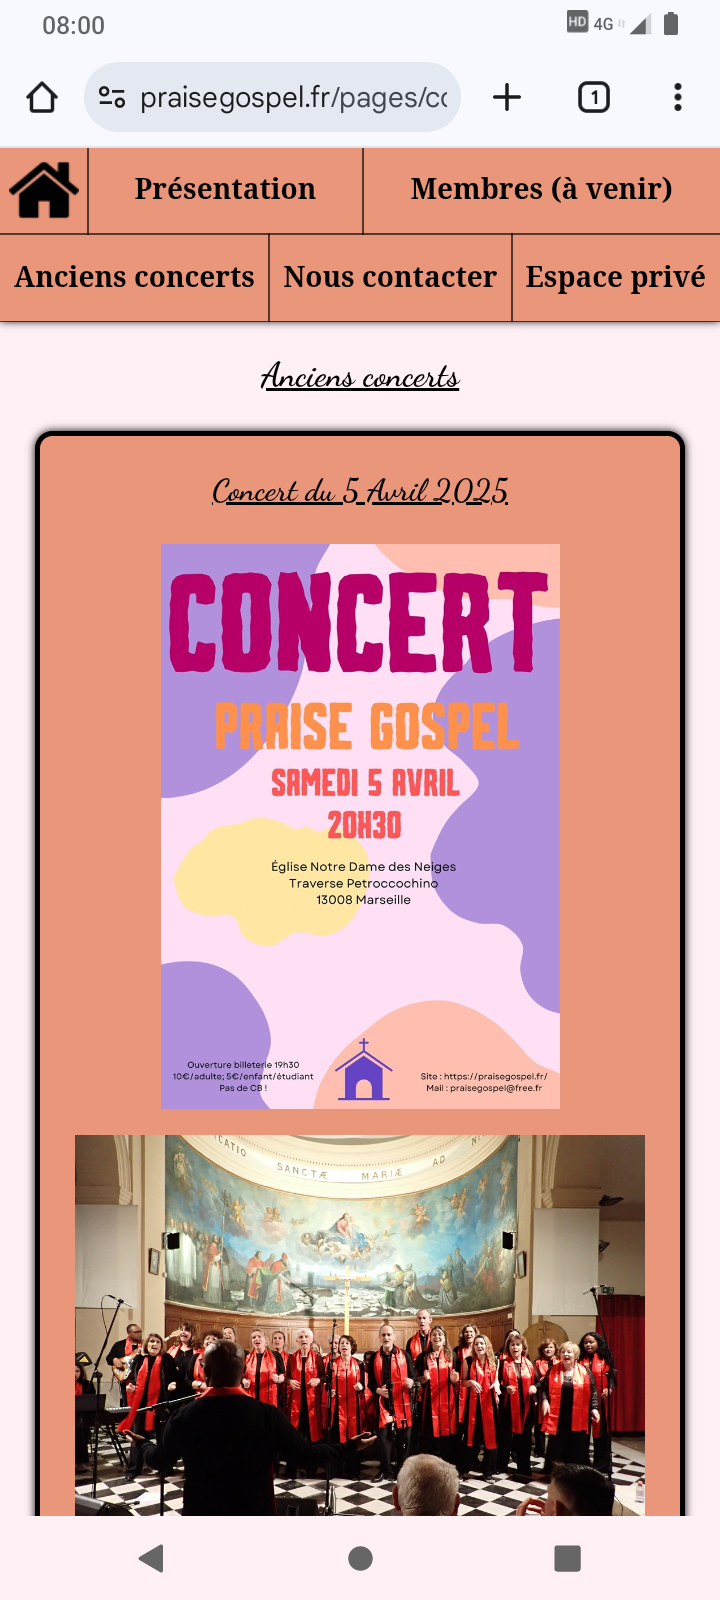 08:00
HD 4G
praisegospel.fr/pages/co
1
Présentation
Membres (à venir)
Anciens concerts
Nous contacter
Espace privé
Anciens concerts
Concert du 5 Avril 2025
CONCERT
PRAISE GOSPEL
SAMEDI 5 AVRIL
20H30
Église Notre Dame des Neiges
Traverse Petroccochino
13008 Marseille
Ouverture billeterie 19h30
10€/adulte; 5€/enfant/étudiant
Pas de CB !
Site : https://praisegospel.fr/
Mail : praisegospel@free.fr
SANCTÆ MARIÆ AD